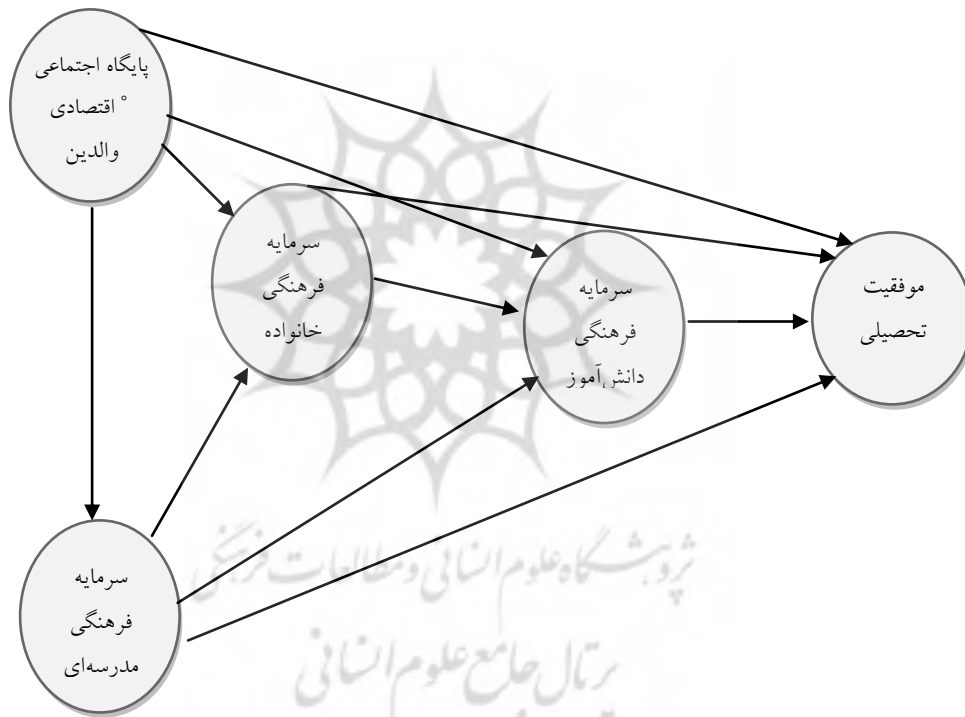 پایگاه اجتماعی
° اقتصادی
والدین
سرمایه
فرهنگی
خانواده
سرمایه
فرهنگی
دانش‌آموز
موفقیت
تحصیلی
سرمایه
فرهنگی
مدرسه‌ای
پژوهشگاه علوم انسانی و مطالعات فرهنگی
پرتال جامع علوم انسانی